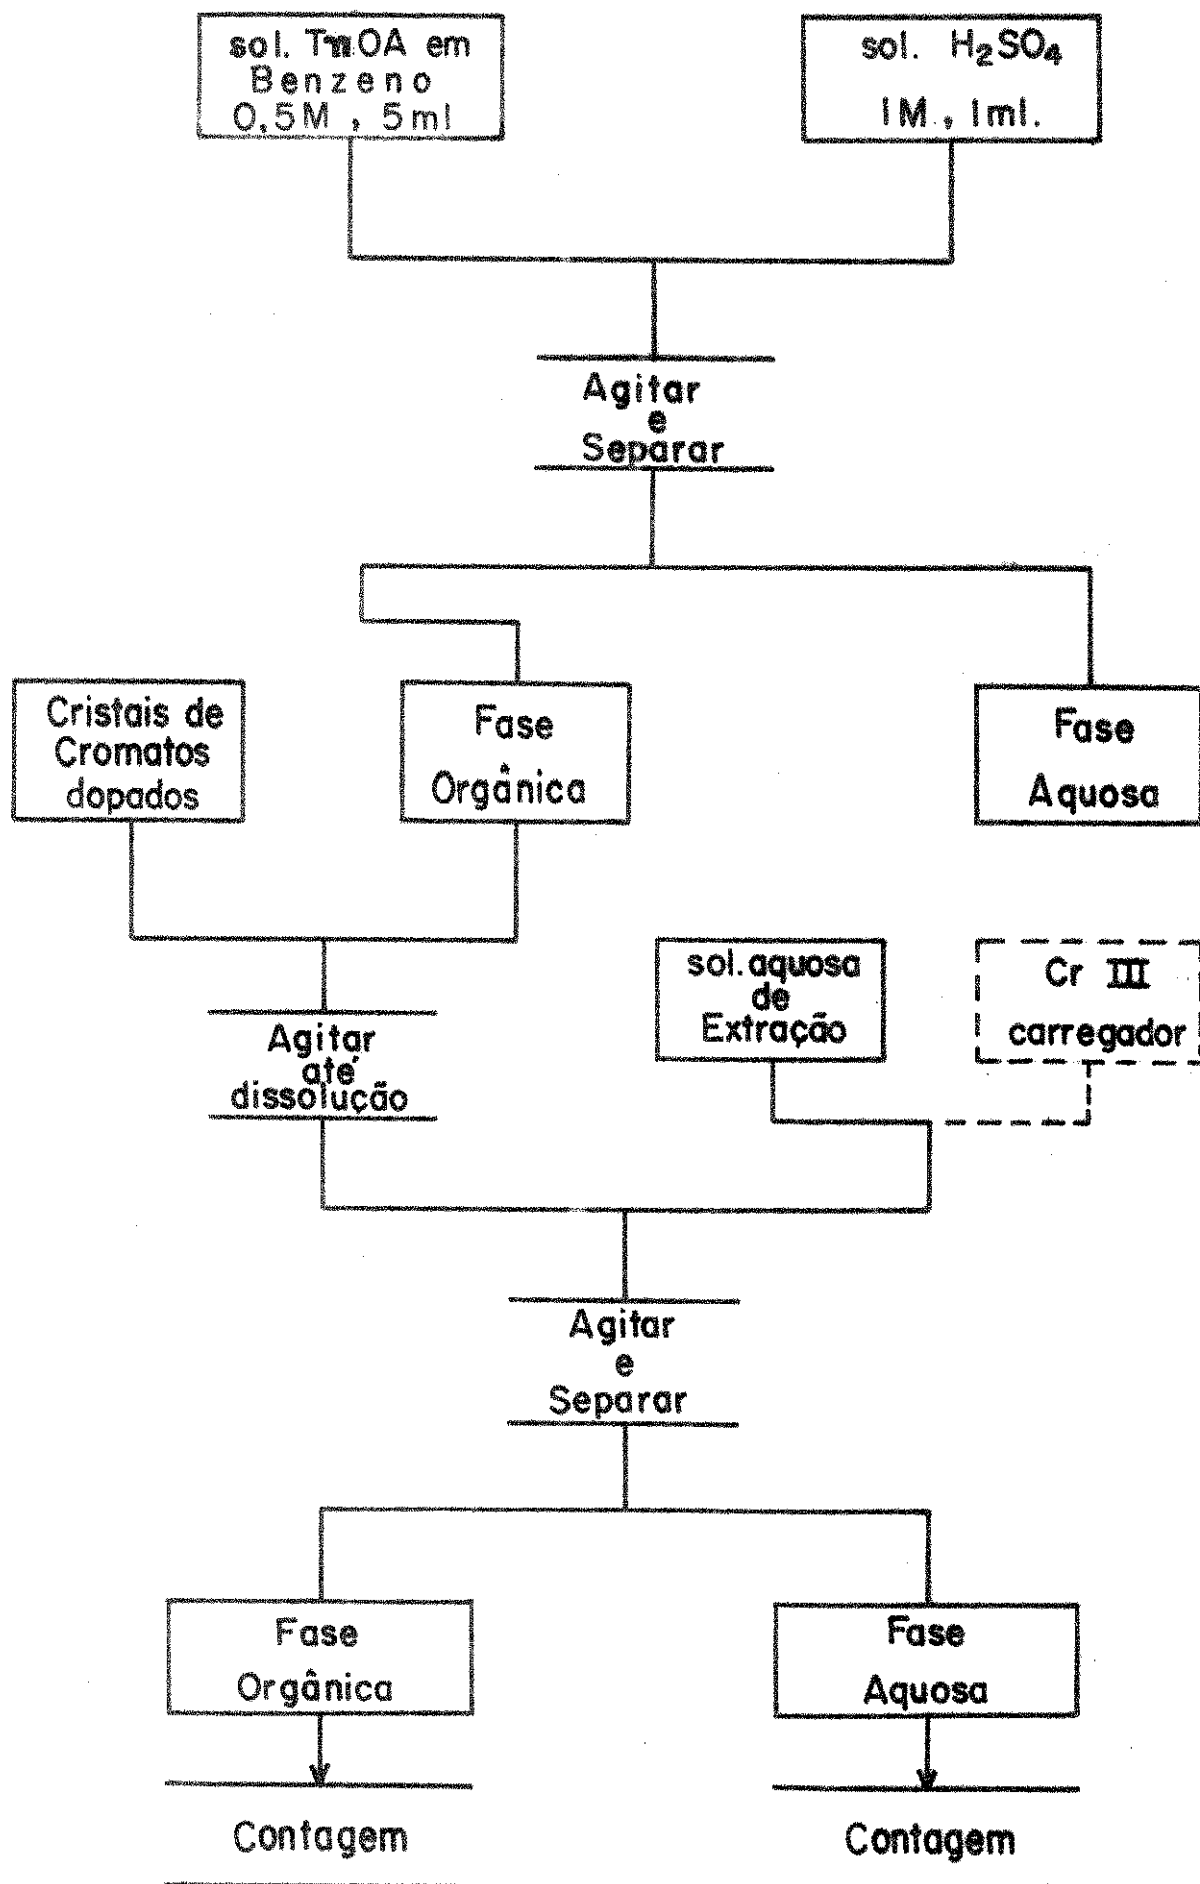 sol. TnOA em
Benzeno
0,5M , 5ml
sol. H₂SO₄
1M , 1ml.
Agitar
e
Separar
Cristais de
Cromatos
dopados
Fase
Orgânica
Fase
Aquosa
sol. aquosa
de
Extração
Cr III
carregador
Agitar
até
dissolução
Agitar
e
Separar
Fase
Orgânica
Fase
Aquosa
Contagem
Contagem